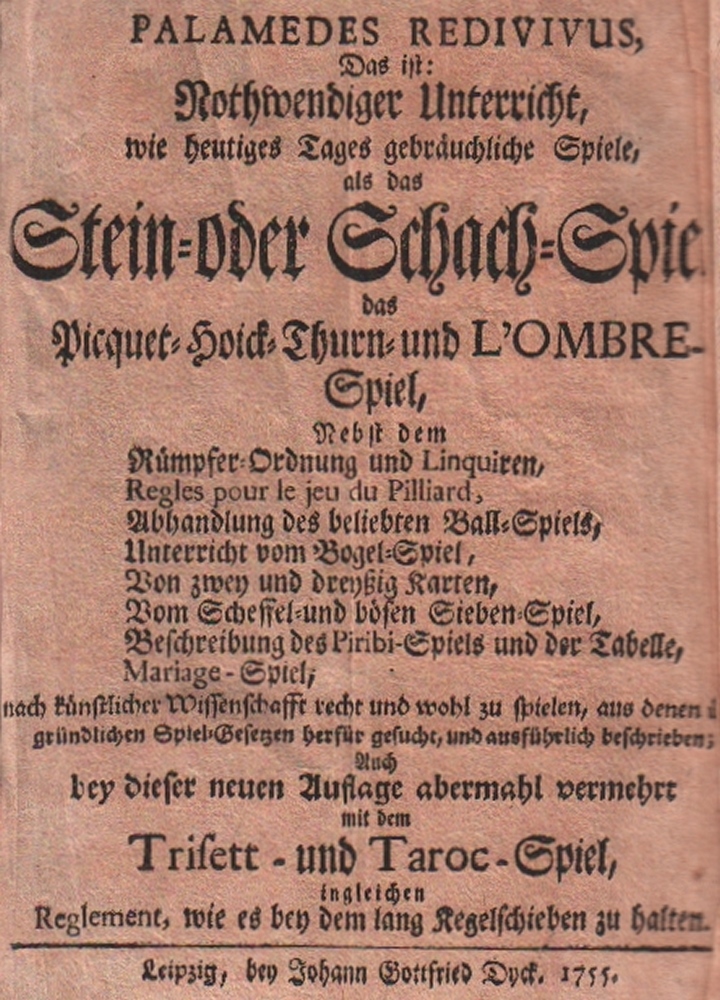 PALAMEDES REDIVIVUS,
Das iſt:
Nothwendiger Unterricht,
wie heutiges Tages gebräuchliche Spiele,
als das
Stein-oder Schach-Spie
das
Picquet- Hoick- Thurn- und L'OMBRE-
Spiel,
Nebſt dem
Rümpfer-Ordnung und Linquiren,
Regles pour le jeu du Pilliard,
Abhandlung des beliebten Ball-Spiels,
Unterricht vom Vogel-Spiel,
Von zwey und dreyßig Karten,
Vom Scheffel-und böſen Sieben-Spiel,
Beſchreibung des Piribi-Spiels und der Tabelle,
Mariage-Spiel,
nach künſtlicher Wiſſenſchafft recht und wohl zu ſpielen, aus denen
gründlichen Spiel-Geſetzen herfür geſucht, und ausführlich beſchrieben;
Auch
bey dieſer neuen Auflage abermahl vermehrt
mit dem
Triſett - und Taroc-Spiel,
ingleichen
Reglement, wie es bey dem lang Kegelſchieben zu halten.
Leipzig, bey Johann Gottfried Dyck. 1755.